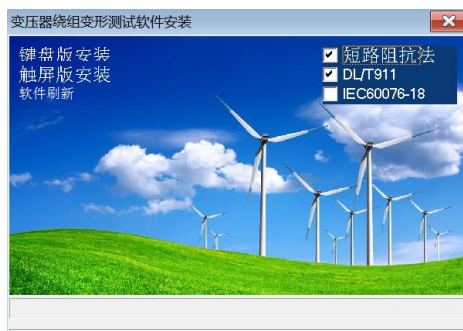 变压器绕组变形测试软件安装
键盘版安装
触屏版安装
软件刷新
短路阻抗法
DL/T911
IEC60076-18